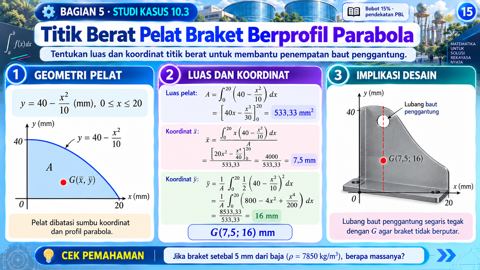 BAGIAN 5 - STUDI KASUS 10.3
Bobot 15% -
pendekatan PBL
15
Titik Berat Pelat Braket Berprofil Parabola
∫ f(x) dx
MATEMATIKA
UNTUK
SOLUSI
REKAYASA
NYATA
Tentukan luas dan koordinat titik berat untuk membantu penempatan baut penggantung.
1 GEOMETRI PELAT
y = 40 − x²/10 (mm), 0 ≤ x ≤ 20
y (mm)
40
y = 40 − x²/10
A
G(x̄, ȳ)
0
20
x (mm)
Pelat dibatasi sumbu koordinat
dan profil parabola.
2 LUAS DAN KOORDINAT
Luas pelat: A = ∫₀²⁰ (40 − x²/10) dx
= [40x − x³/30]₀²⁰ = 533,33 mm²
Koordinat x̄:
x̄ = ∫₀²⁰ x (40 − x²/10) dx / A
= [20x² − x⁴/40]₀²⁰ / 533,33 = 4000/533,33 = 7,5 mm
Koordinat ȳ:
ȳ = 1/A ∫₀²⁰ 1/2 (40 − x²/10)² dx
= 1/A ∫₀²⁰ (800 − 4x² + x⁴/200) dx
= 8533,33/533,33 = 16 mm
G(7,5; 16) mm
3 IMPLIKASI DESAIN
y (mm)
40
Lubang baut
penggantung
G(7,5; 16)
0
20
x (mm)
Lubang baut penggantung segaris tegak
dengan G agar braket tidak berputar.
CEK PEMAHAMAN
Jika braket setebal 5 mm dari baja (ρ = 7850 kg/m³), berapa massanya?